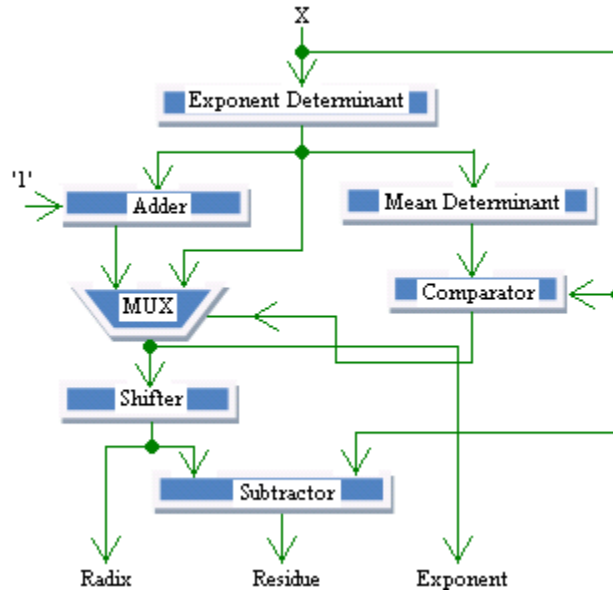 X
Exponent Determinant
'1'
Adder
Mean Determinant
MUX
Comparator
Shifter
Subtractor
Radix
Residue
Exponent